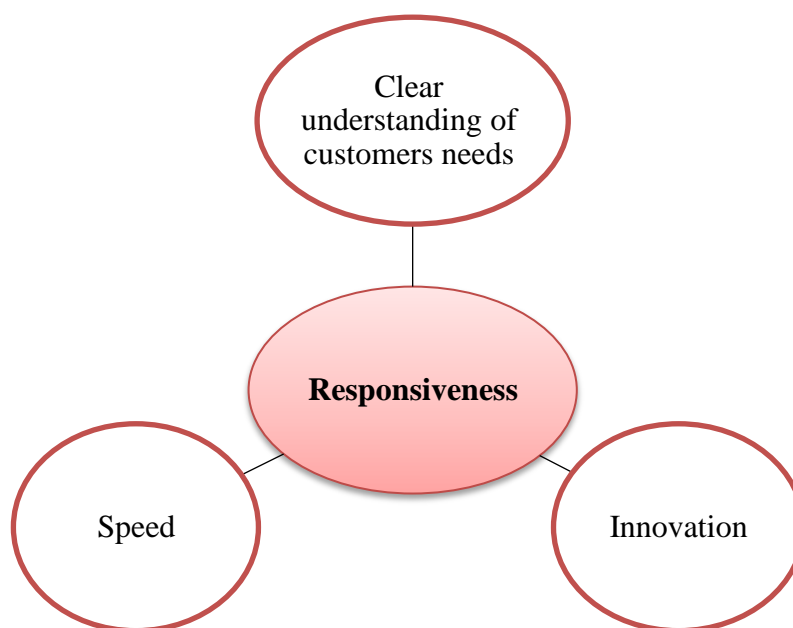 Clear
understanding of
customers needs
Responsiveness
Speed
Innovation